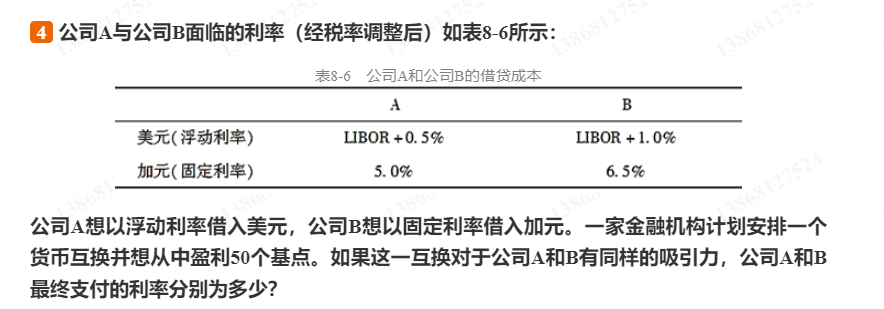 4 公司A与公司B面临的利率（经税率调整后）如表8-6所示：
表8-6 公司A和公司B的借贷成本
A B
美元(浮动利率) LIBOR+0.5% LIBOR+1.0%
加元(固定利率) 5.0% 6.5%
公司A想以浮动利率借入美元，公司B想以固定利率借入加元。一家金融机构计划安排一个
货币互换并想从中盈利50个基点。如果这一互换对于公司A和B有同样的吸引力，公司A和B
最终支付的利率分别为多少？
13868127524